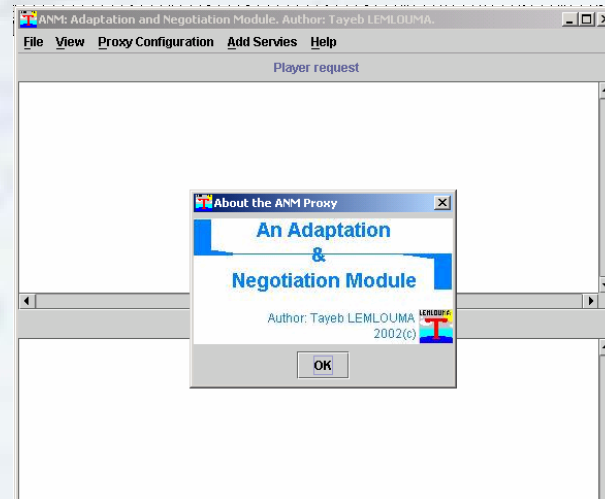 ANM: Adaptation and Negotiation Module. Author: Tayeb LEMLOUMA.
File View Proxy Configuration Add Servies Help
Player request
About the ANM Proxy
An Adaptation
&
Negotiation Module
Author: Tayeb LEMLOUMA
2002(c)
LEMLOUMA
OK